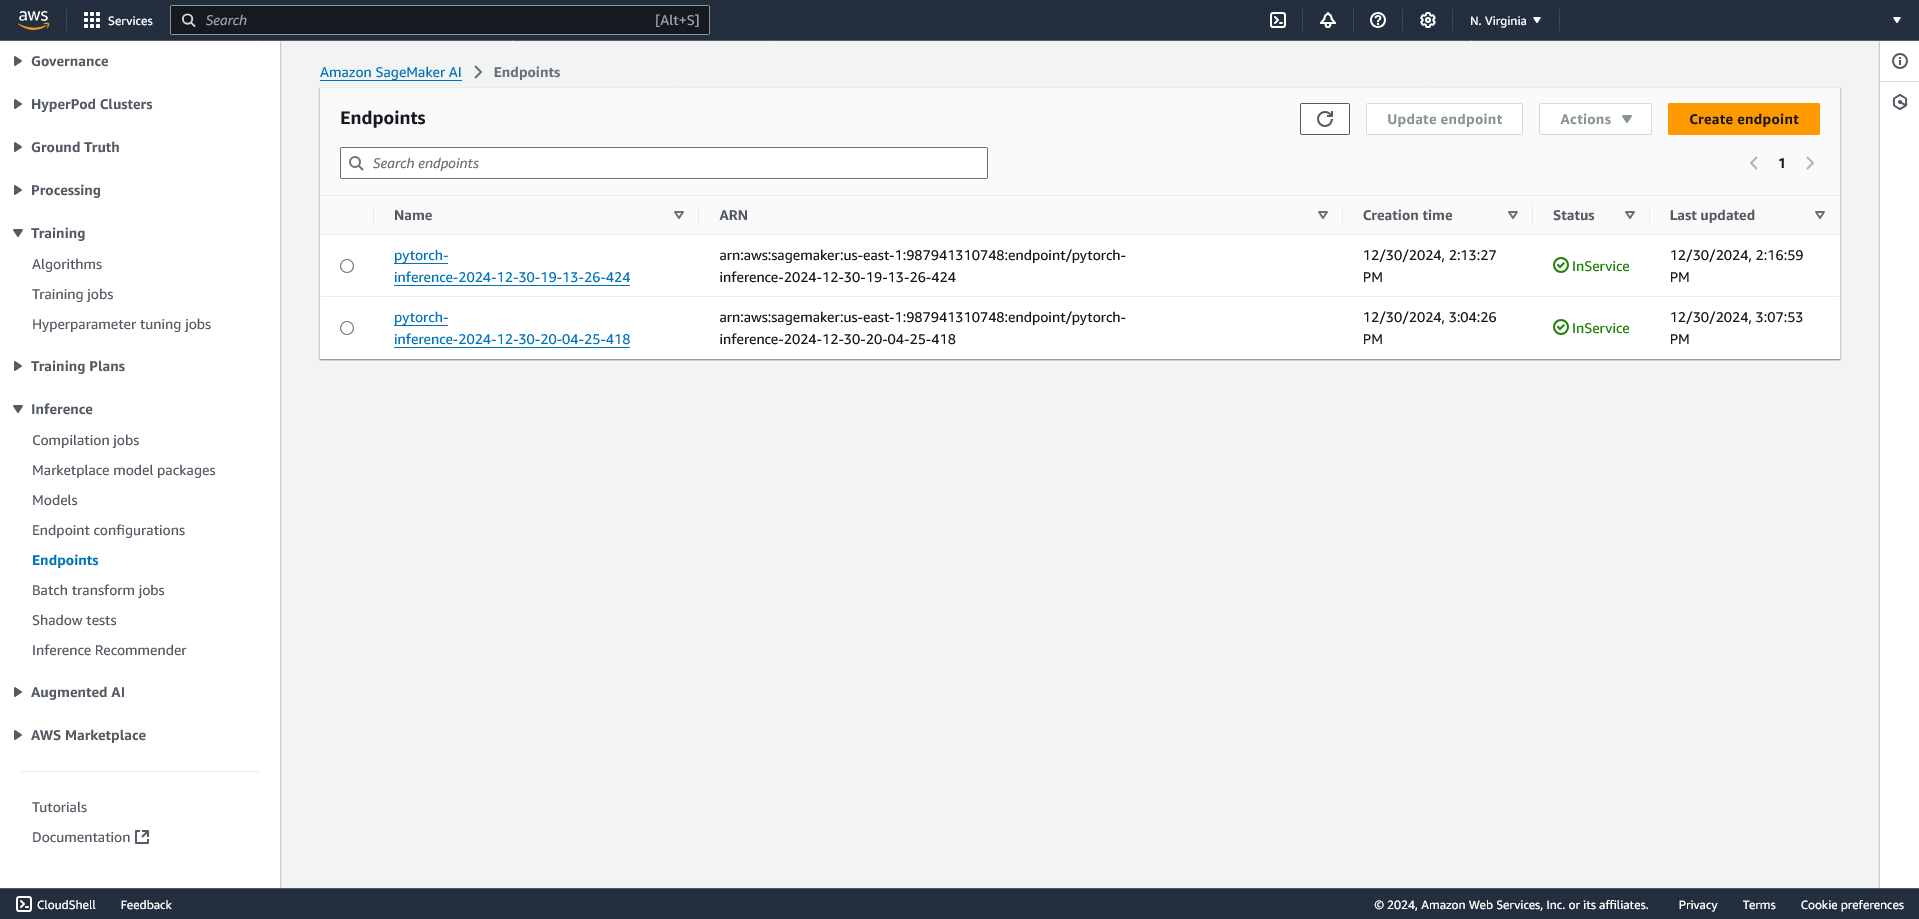 aws
Services
Search
[Alt+S]
N. Virginia
Governance
HyperPod Clusters
Ground Truth
Processing
Training
Algorithms
Training jobs
Hyperparameter tuning jobs
Training Plans
Inference
Compilation jobs
Marketplace model packages
Models
Endpoint configurations
Endpoints
Batch transform jobs
Shadow tests
Inference Recommender
Augmented AI
AWS Marketplace
Tutorials
Documentation
Amazon SageMaker AI > Endpoints
Endpoints
Update endpoint
Actions
Create endpoint
Search endpoints
1
Name
ARN
Creation time
Status
Last updated
pytorch-
inference-2024-12-30-19-13-26-424
arn:aws:sagemaker:us-east-1:987941310748:endpoint/pytorch-
inference-2024-12-30-19-13-26-424
12/30/2024, 2:13:27
PM
InService
12/30/2024, 2:16:59
PM
pytorch-
inference-2024-12-30-20-04-25-418
arn:aws:sagemaker:us-east-1:987941310748:endpoint/pytorch-
inference-2024-12-30-20-04-25-418
12/30/2024, 3:04:26
PM
InService
12/30/2024, 3:07:53
PM
CloudShell
Feedback
© 2024, Amazon Web Services, Inc. or its affiliates.
Privacy
Terms
Cookie preferences